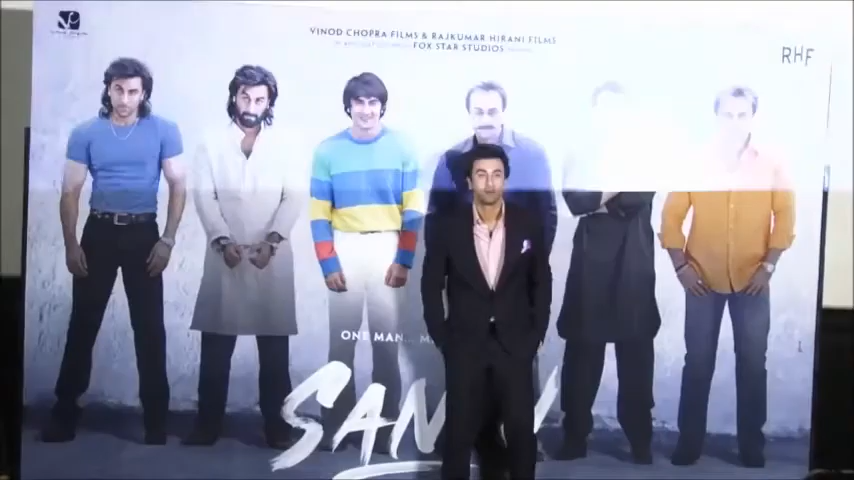 VINOD CHOPRA FILMS & RAJKUMAR HIRANI FILMS
FOX STAR STUDIOS
RHF
ONE MAN...
SAN